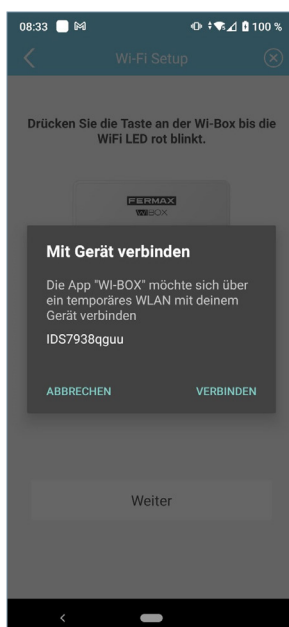 08:33 100 %
Wi-Fi Setup
Drücken Sie die Taste an der Wi-Box bis die
WiFi LED rot blinkt.
FERMAX
WIBOX
Mit Gerät verbinden
Die App "WI-BOX" möchte sich über
ein temporäres WLAN mit deinem
Gerät verbinden
IDS7938qguu
ABBRECHEN VERBINDEN
Weiter